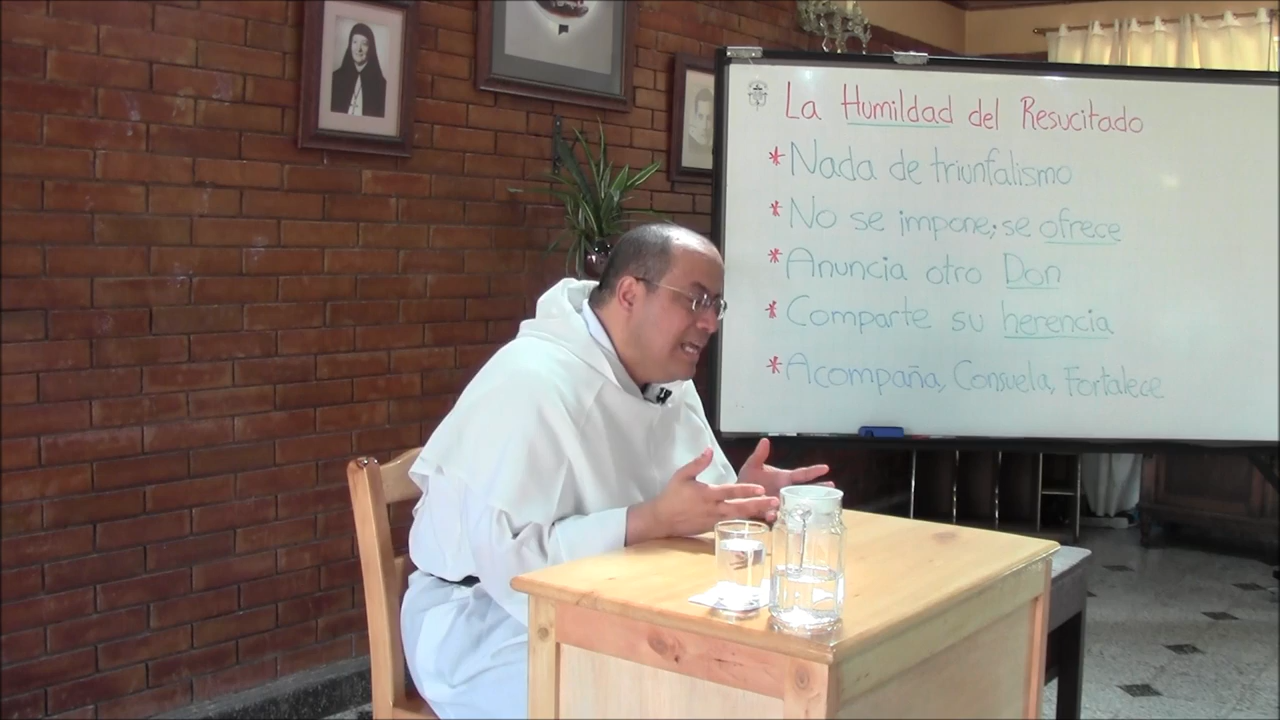 La Humildad del Resucitado
* Nada de triunfalismo
* No se impone; se ofrece
* Anuncia otro Don
* Comparte su herencia
* Acompaña, Consuela, Fortalece